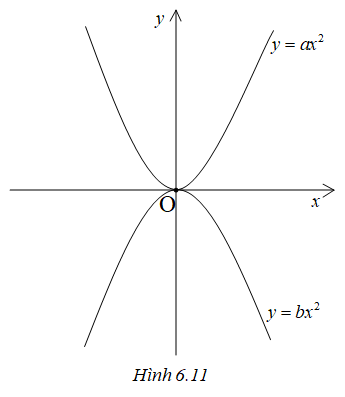 y
y = ax²
O
x
y = bx²
Hình 6.11